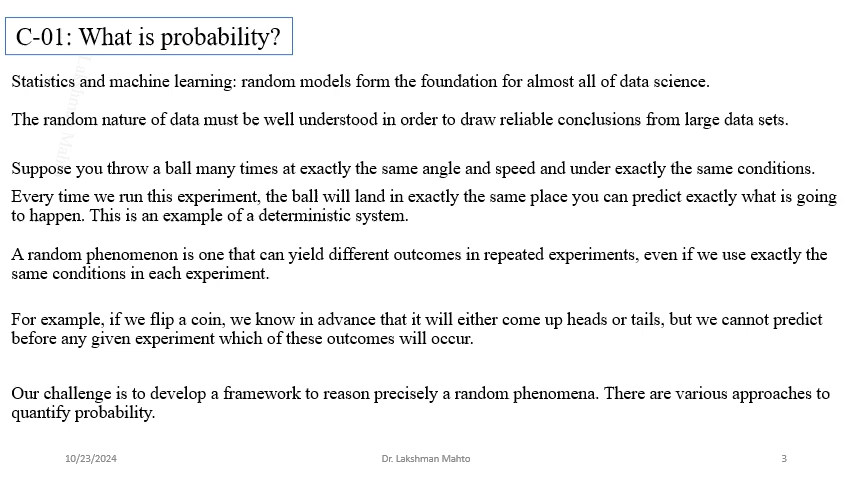 C-01: What is probability?
Statistics and machine learning: random models form the foundation for almost all of data science.
The random nature of data must be well understood in order to draw reliable conclusions from large data sets.
Suppose you throw a ball many times at exactly the same angle and speed and under exactly the same conditions.
Every time we run this experiment, the ball will land in exactly the same place you can predict exactly what is going
to happen. This is an example of a deterministic system.
A random phenomenon is one that can yield different outcomes in repeated experiments, even if we use exactly the
same conditions in each experiment.
For example, if we flip a coin, we know in advance that it will either come up heads or tails, but we cannot predict
before any given experiment which of these outcomes will occur.
Our challenge is to develop a framework to reason precisely a random phenomena. There are various approaches to
quantify probability.
10/23/2024 Dr. Lakshman Mahto 3